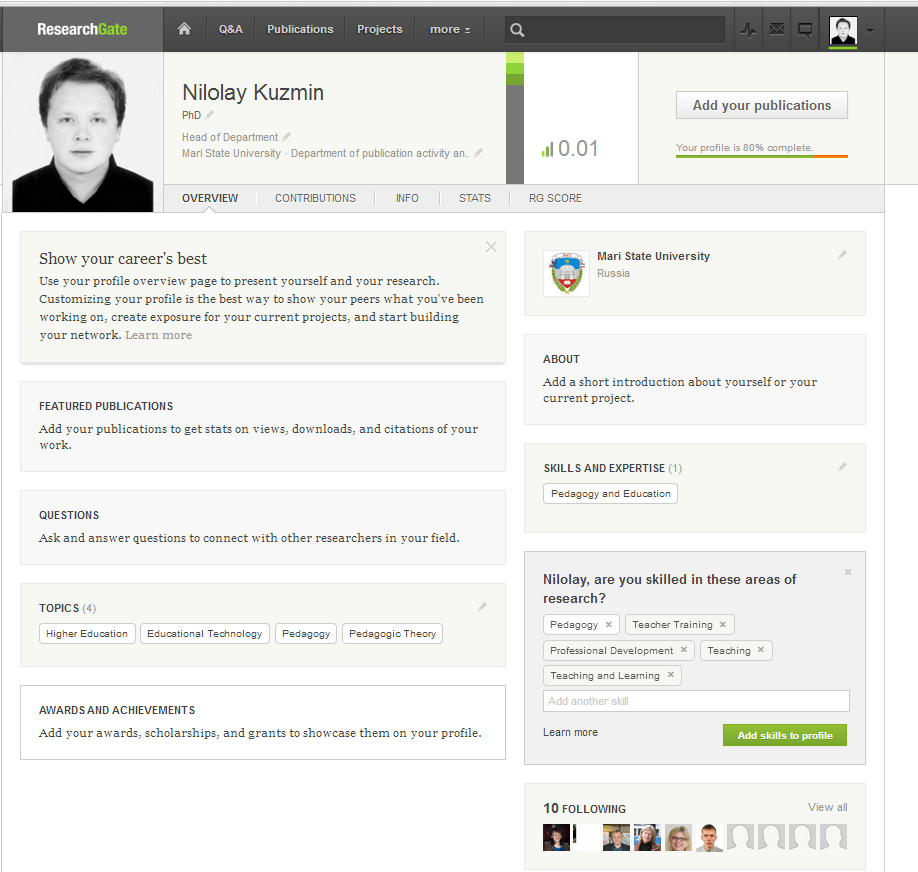 ResearchGate
Q&A
Publications
Projects
more
Nilolay Kuzmin
PhD
Head of Department
Mari State University · Department of publication activity an.
0.01
Add your publications
Your profile is 80% complete.
OVERVIEW
CONTRIBUTIONS
INFO
STATS
RG SCORE
Show your career's best
Use your profile overview page to present yourself and your research.
Customizing your profile is the best way to show your peers what you've been
working on, create exposure for your current projects, and start building
your network. Learn more
FEATURED PUBLICATIONS
Add your publications to get stats on views, downloads, and citations of your
work.
QUESTIONS
Ask and answer questions to connect with other researchers in your field.
TOPICS (4)
Higher Education
Educational Technology
Pedagogy
Pedagogic Theory
AWARDS AND ACHIEVEMENTS
Add your awards, scholarships, and grants to showcase them on your profile.
Mari State University
Russia
ABOUT
Add a short introduction about yourself or your
current project.
SKILLS AND EXPERTISE (1)
Pedagogy and Education
Nilolay, are you skilled in these areas of
research?
Pedagogy
Teacher Training
Professional Development
Teaching
Teaching and Learning
Add another skill
Learn more
Add skills to profile
10 FOLLOWING
View all